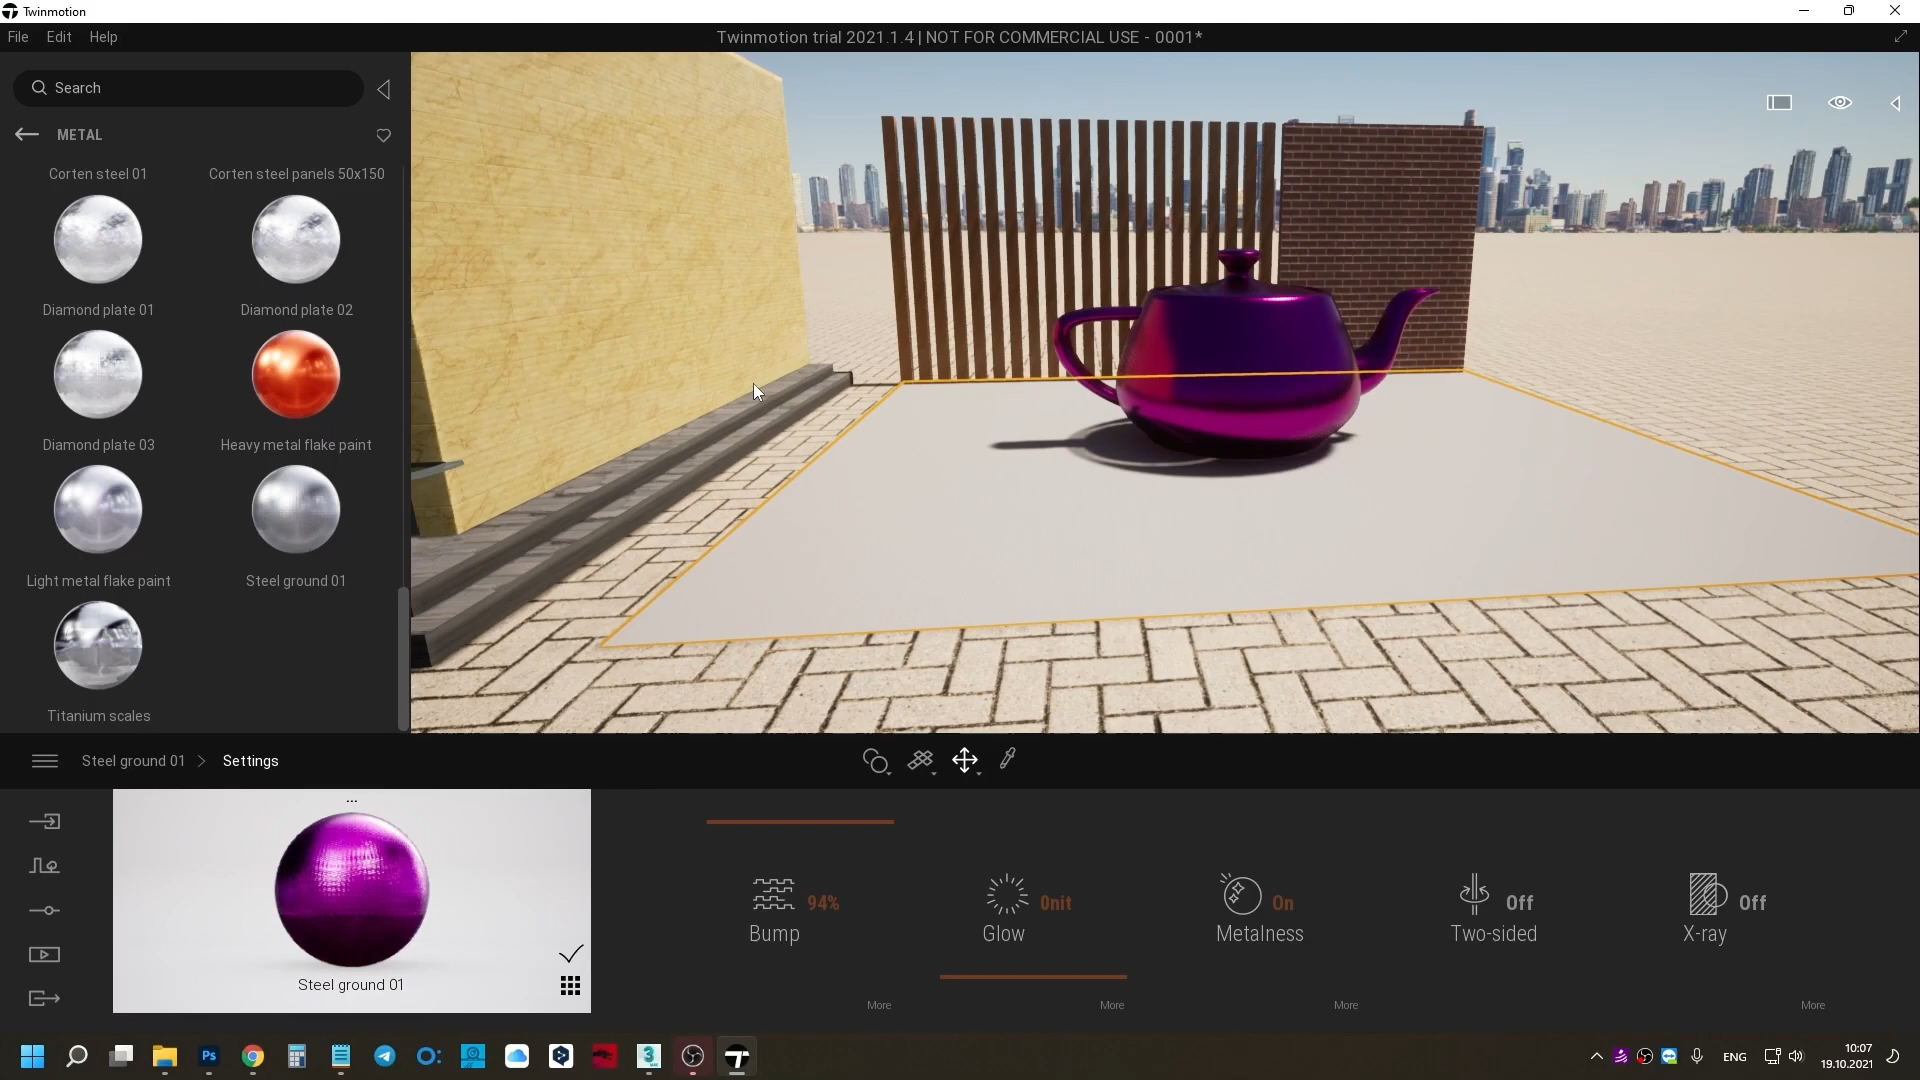 Twinmotion
File Edit Help
Twinmotion trial 2021.1.4 | NOT FOR COMMERCIAL USE - 0001*
Search
METAL
Corten steel 01
Corten steel panels 50x150
Diamond plate 01
Diamond plate 02
Diamond plate 03
Heavy metal flake paint
Light metal flake paint
Steel ground 01
Titanium scales
Steel ground 01 > Settings
...
Steel ground 01
94%
Bump
0nit
Glow
On
Metalness
Off
Two-sided
Off
X-ray
More
More
More
More
Ps
3
ENG
10:07
19.10.2021